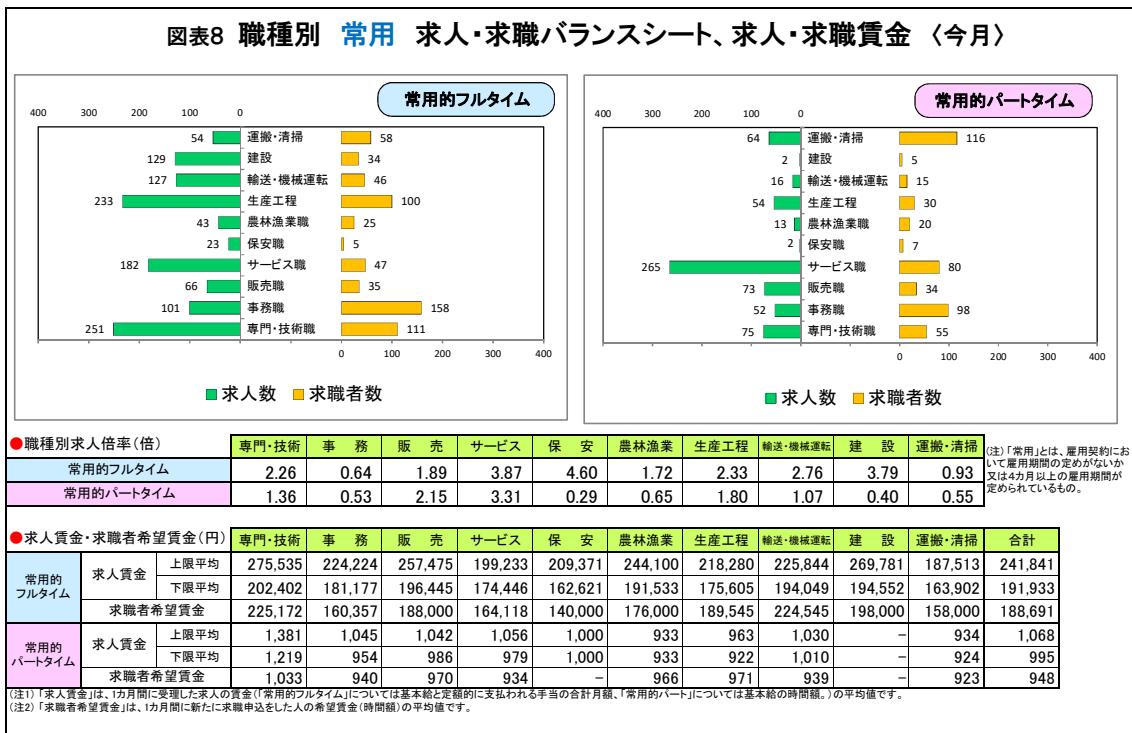 図表8 職種別 常用 求人・求職バランスシート、求人・求職賃金 〈今月〉
常用的フルタイム
400 300 200 100 0
54 運搬・清掃 58
129 建設 34
127 輸送・機械運転 46
233 生産工程 100
43 農林漁業職 25
23 保安職 5
182 サービス職 47
66 販売職 35
101 事務職 158
251 専門・技術職 111
0 100 200 300 400
■求人数 ■求職者数
常用的パートタイム
400 300 200 100 0
64 運搬・清掃 116
2 建設 5
16 輸送・機械運転 15
54 生産工程 30
13 農林漁業職 20
2 保安職 7
265 サービス職 80
73 販売職 34
52 事務職 98
75 専門・技術職 55
0 100 200 300 400
■求人数 ■求職者数
●職種別求人倍率(倍) 専門・技術 事 務 販 売 サービス 保 安 農林漁業 生産工程 輸送・機械運転 建 設 運搬・清掃
常用的フルタイム 2.26 0.64 1.89 3.87 4.60 1.72 2.33 2.76 3.79 0.93
常用的パートタイム 1.36 0.53 2.15 3.31 0.29 0.65 1.80 1.07 0.40 0.55
(注)「常用」とは、雇用契約にお
いて雇用期間の定めがないか
又は4カ月以上の雇用期間が
定められているもの。
●求人賃金・求職者希望賃金(円) 専門・技術 事 務 販 売 サービス 保 安 農林漁業 生産工程 輸送・機械運転 建 設 運搬・清掃 合計
常用的
フルタイム
求人賃金 上限平均 275,535 224,224 257,475 199,233 209,371 244,100 218,280 225,844 269,781 187,513 241,841
下限平均 202,402 181,177 196,445 174,446 162,621 191,533 175,605 194,049 194,552 163,902 191,933
求職者希望賃金 225,172 160,357 188,000 164,118 140,000 176,000 189,545 224,545 198,000 158,000 188,691
常用的
パートタイム
求人賃金 上限平均 1,381 1,045 1,042 1,056 1,000 933 963 1,030 － 934 1,068
下限平均 1,219 954 986 979 1,000 933 922 1,010 － 924 995
求職者希望賃金 1,033 940 970 934 － 966 971 939 － 923 948
(注1)「求人賃金」は、1カ月間に受理した求人の賃金(「常用的フルタイム」については基本給と定額的に支払われる手当の合計月額、「常用的パート」については基本給の時間額。)の平均値です。
(注2)「求職者希望賃金」は、1カ月間に新たに求職申込をした人の希望賃金(時間額)の平均値です。